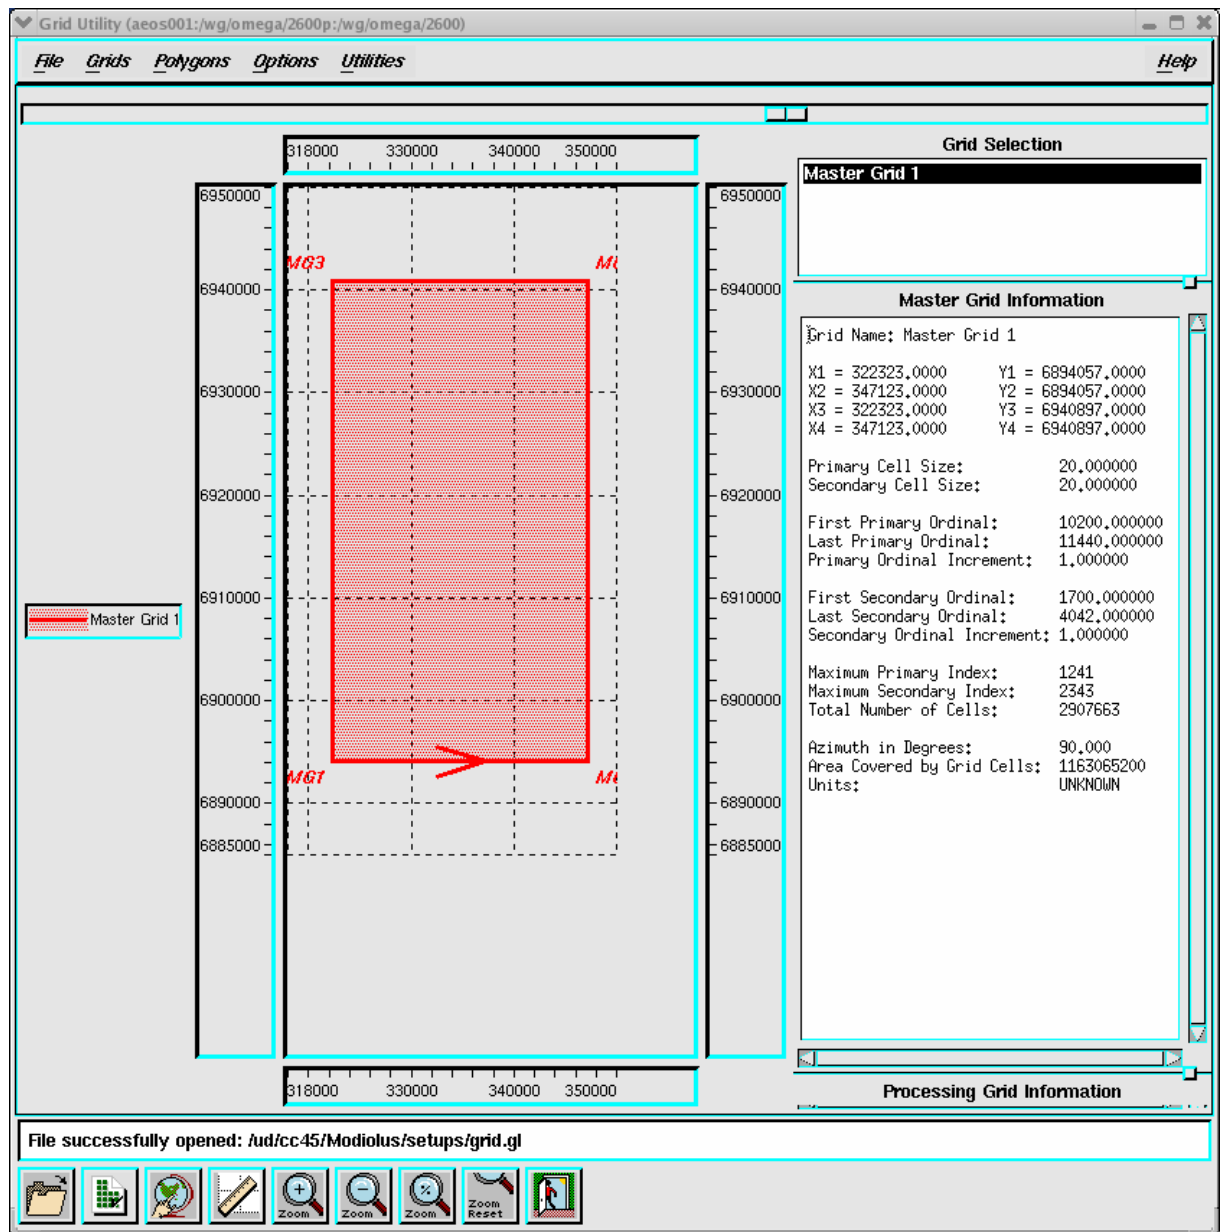 Grid Utility (aeos001:/wg/omega/2600p:/wg/omega/2600)
File Grids Polygons Options Utilities Help
318000 330000 340000 350000
Grid Selection
Master Grid 1
6950000 6950000
MG3
6940000 6940000
6930000 6930000
6920000 6920000
6910000 6910000
Master Grid 1
6900000 6900000
MG1
6890000 6890000
6885000 6885000
318000 330000 340000 350000
Master Grid Information
Grid Name: Master Grid 1
X1 = 322323.0000 Y1 = 6894057.0000
X2 = 347123.0000 Y2 = 6894057.0000
X3 = 322323.0000 Y3 = 6940897.0000
X4 = 347123.0000 Y4 = 6940897.0000
Primary Cell Size: 20.000000
Secondary Cell Size: 20.000000
First Primary Ordinal: 10200.000000
Last Primary Ordinal: 11440.000000
Primary Ordinal Increment: 1.000000
First Secondary Ordinal: 1700.000000
Last Secondary Ordinal: 4042.000000
Secondary Ordinal Increment: 1.000000
Maximum Primary Index: 1241
Maximum Secondary Index: 2343
Total Number of Cells: 2907663
Azimuth in Degrees: 90.000
Area Covered by Grid Cells: 1163065200
Units: UNKNOWN
Processing Grid Information
File successfully opened: /ud/cc45/Modiolus/setups/grid.gl
Zoom Zoom Zoom Zoom Reset